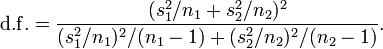 d.f. = \frac{(s_1^2/n_1 + s_2^2/n_2)^2}{(s_1^2/n_1)^2/(n_1 - 1) + (s_2^2/n_2)^2/(n_2 - 1)}.